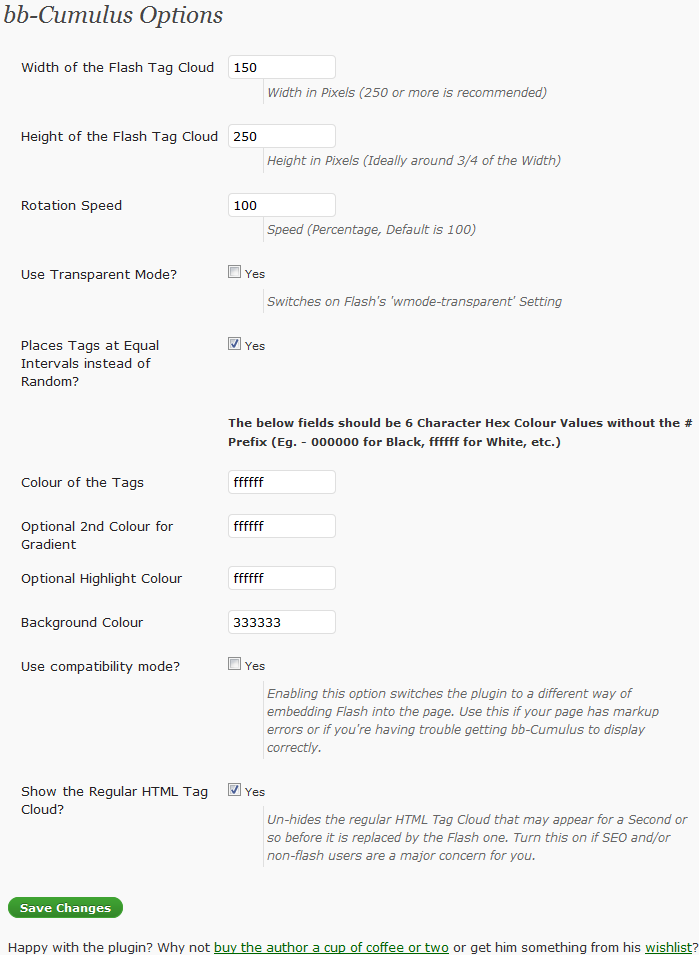 bb-Cumulus Options
Width of the Flash Tag Cloud 150
Width in Pixels (250 or more is recommended)
Height of the Flash Tag Cloud 250
Height in Pixels (Ideally around 3/4 of the Width)
Rotation Speed 100
Speed (Percentage, Default is 100)
Use Transparent Mode? Yes
Switches on Flash's 'wmode-transparent' Setting
Places Tags at Equal Yes
Intervals instead of
Random?
The below fields should be 6 Character Hex Colour Values without the #
Prefix (Eg. - 000000 for Black, ffffff for White, etc.)
Colour of the Tags ffffff
Optional 2nd Colour for ffffff
Gradient
Optional Highlight Colour ffffff
Background Colour 333333
Use compatibility mode? Yes
Enabling this option switches the plugin to a different way of
embedding Flash into the page. Use this if your page has markup
errors or if you're having trouble getting bb-Cumulus to display
correctly.
Show the Regular HTML Tag Yes
Cloud?
Un-hides the regular HTML Tag Cloud that may appear for a Second or
so before it is replaced by the Flash one. Turn this on if SEO and/or
non-flash users are a major concern for you.
Save Changes
Happy with the plugin? Why not buy the author a cup of coffee or two or get him something from his wishlist?